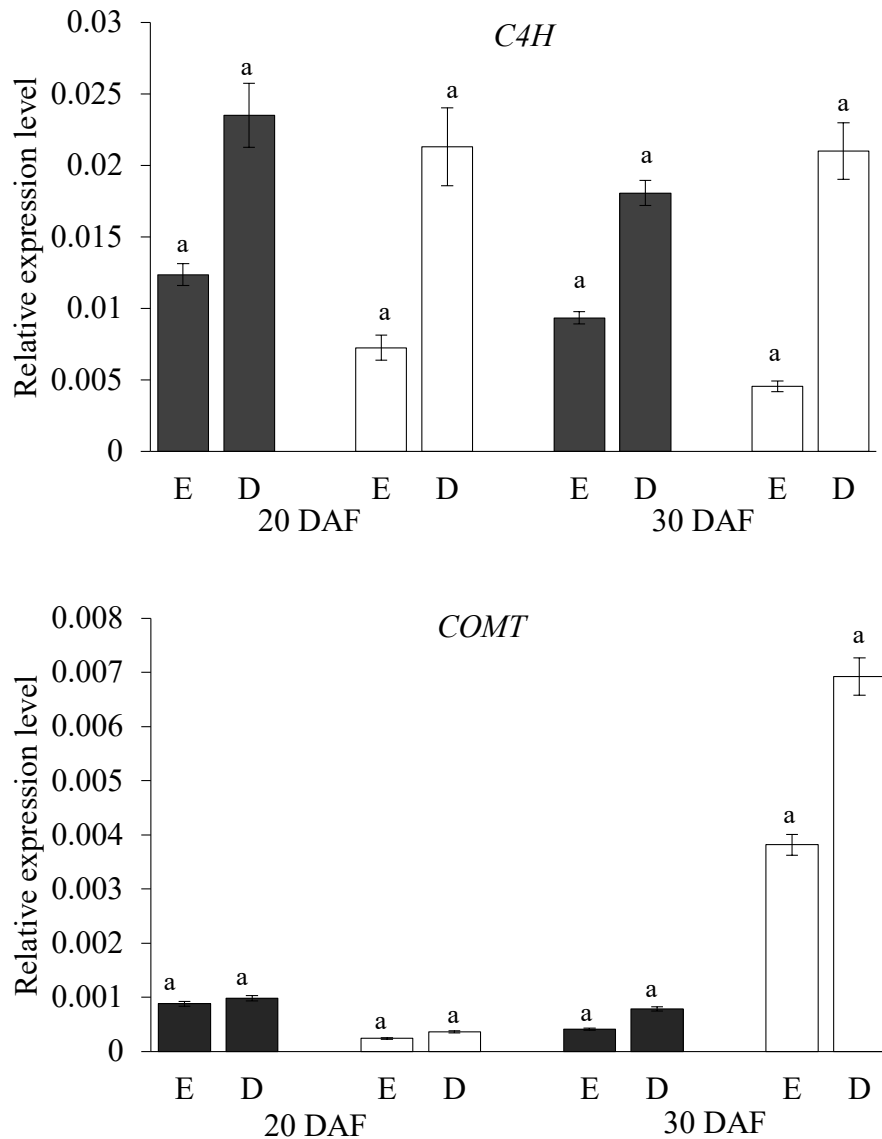 C4H
Relative expression level
0.03
0.025
0.02
0.015
0.01
0.005
0
a
a
a
a
a
a
a
a
E D E D E D E D
20 DAF 30 DAF
COMT
Relative expression level
0.008
0.007
0.006
0.005
0.004
0.003
0.002
0.001
0
a
a
a
a
a
a
a
a
E D E D E D E D
20 DAF 30 DAF